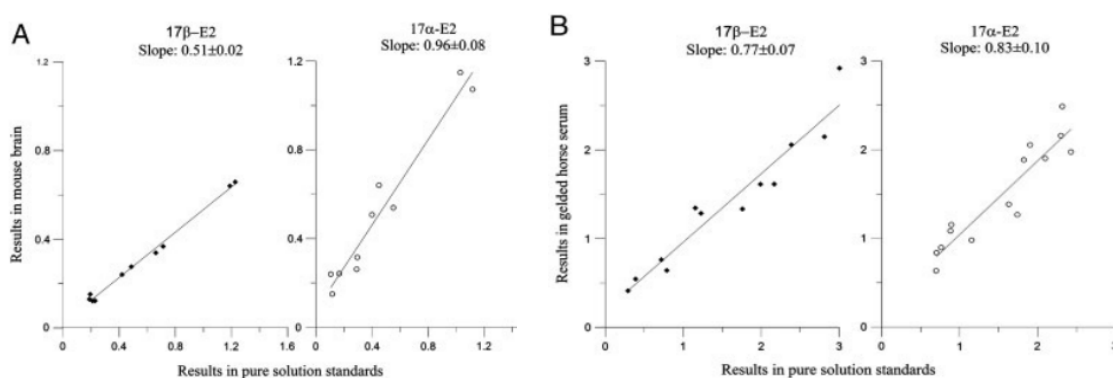 A
17β–E2
Slope: 0.51±0.02
17α-E2
Slope: 0.96±0.08
1.2
0.8
0.4
0
1.2
0.8
0.4
0
Results in mouse brain
0 0.4 0.8 1.2 1.6
0 0.4 0.8 1.2
Results in pure solution standards
B
17β–E2
Slope: 0.77±0.07
17α-E2
Slope: 0.83±0.10
3
2
1
0
3
2
1
0
Results in gelded horse serum
0 1 2 3
1 2 3
Results in pure solution standards